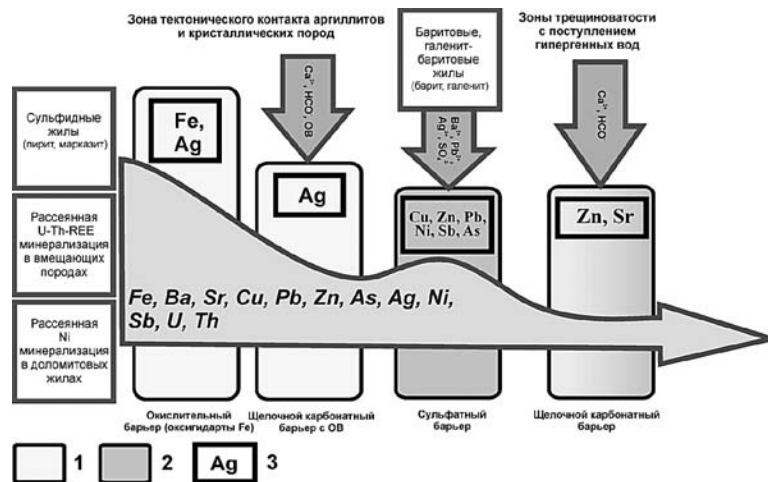 Зона тектонического контакта аргиллитов
и кристаллических пород
Баритовые,
галенит-
баритовые
жилы
(барит, галенит)
Зоны трещиноватости
с поступлением
гипергенных вод
Сульфидные
жилы
(пирит, марказит)
Рассеянная
U-Th-REE
минерализация
в вмещающих
породах
Рассеянная
Ni
минерализация
в доломитовых
жилах
Ca²⁺, HCO⁻, ОВ
Ba²⁺, Pb²⁺,
Ag²⁺, SO₄²⁻
Ca²⁺, HCO⁻
Fe,
Ag
Ag
Cu, Zn, Pb,
Ni, Sb, As
Zn, Sr
Fe, Ba, Sr, Cu, Pb, Zn, As, Ag, Ni,
Sb, U, Th
Окислительный
барьер (оксигидарты Fe)
Щелочной карбонатный
барьер с ОВ
Сульфатный
барьер
Щелочной карбонатный
барьер
1
2
Ag 3